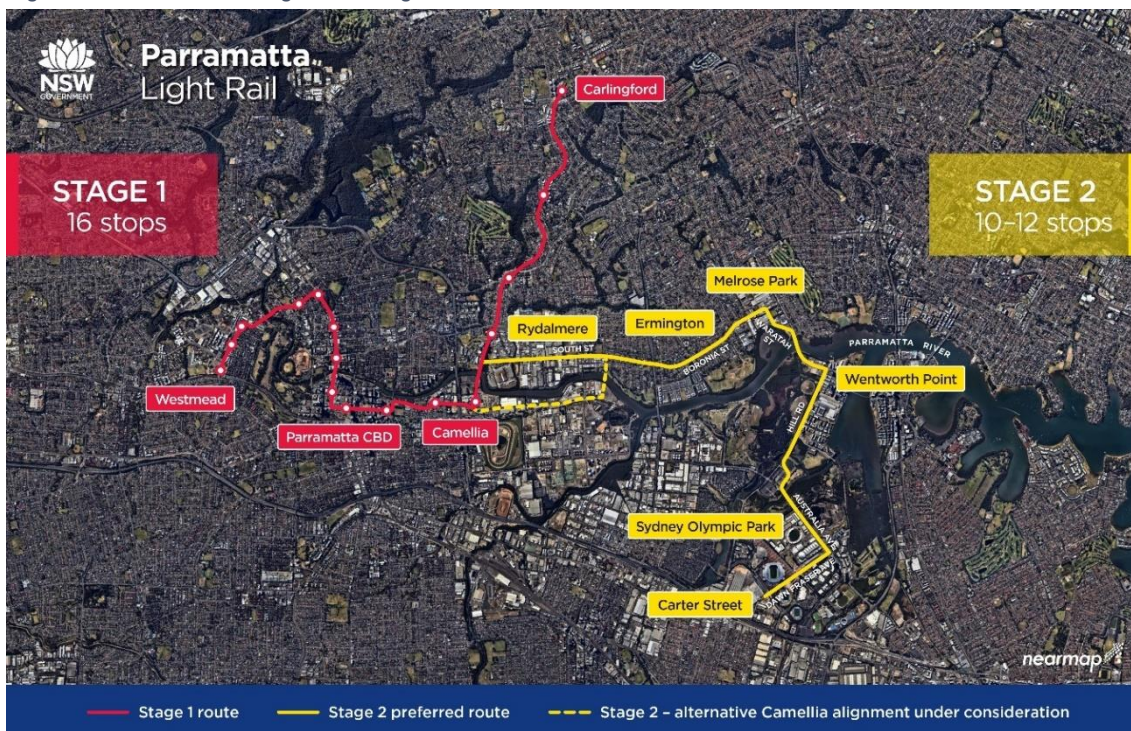 NSW
GOVERNMENT
Parramatta
Light Rail
Carlingford
STAGE 1
16 stops
STAGE 2
10–12 stops
Melrose Park
Rydalmere
Ermington
SOUTH ST
BORONIA ST
WARATAH
ST
PARRAMATTA RIVER
Wentworth Point
Westmead
Parramatta CBD
Camellia
HILL RD
Sydney Olympic Park
AUSTRALIA AVE
Carter Street
DAWN FRASER AVE
nearmap
Stage 1 route
Stage 2 preferred route
Stage 2 – alternative Camellia alignment under consideration